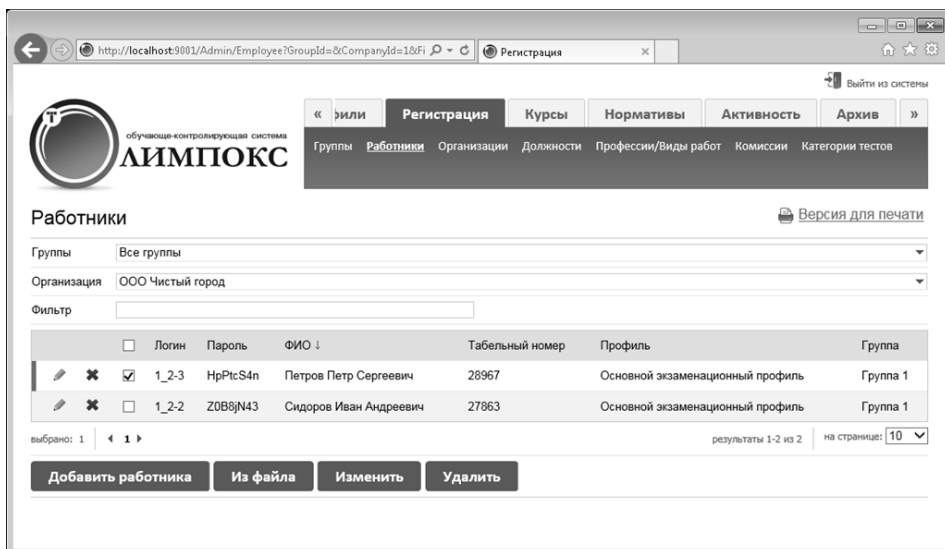 http://localhost:9001/Admin/Employee?GroupId=&CompanyId=1&Fi
Регистрация
Выйти из системы
Т
обучающе-контролирующая система
ЛИМПОКС
« фили Регистрация Курсы Нормативы Активность Архив »
Группы Работники Организации Должности Профессии/Виды работ Комиссии Категории тестов
Работники
Версия для печати
Группы Все группы
Организация ООО Чистый город
Фильтр
Логин Пароль ФИО ↓ Табельный номер Профиль Группа
1_2-3 HpPtcS4n Петров Петр Сергеевич 28967 Основной экзаменационный профиль Группа 1
1_2-2 Z0B8jN43 Сидоров Иван Андреевич 27863 Основной экзаменационный профиль Группа 1
выбрано: 1 1 результаты 1-2 из 2 на странице: 10
Добавить работника Из файла Изменить Удалить